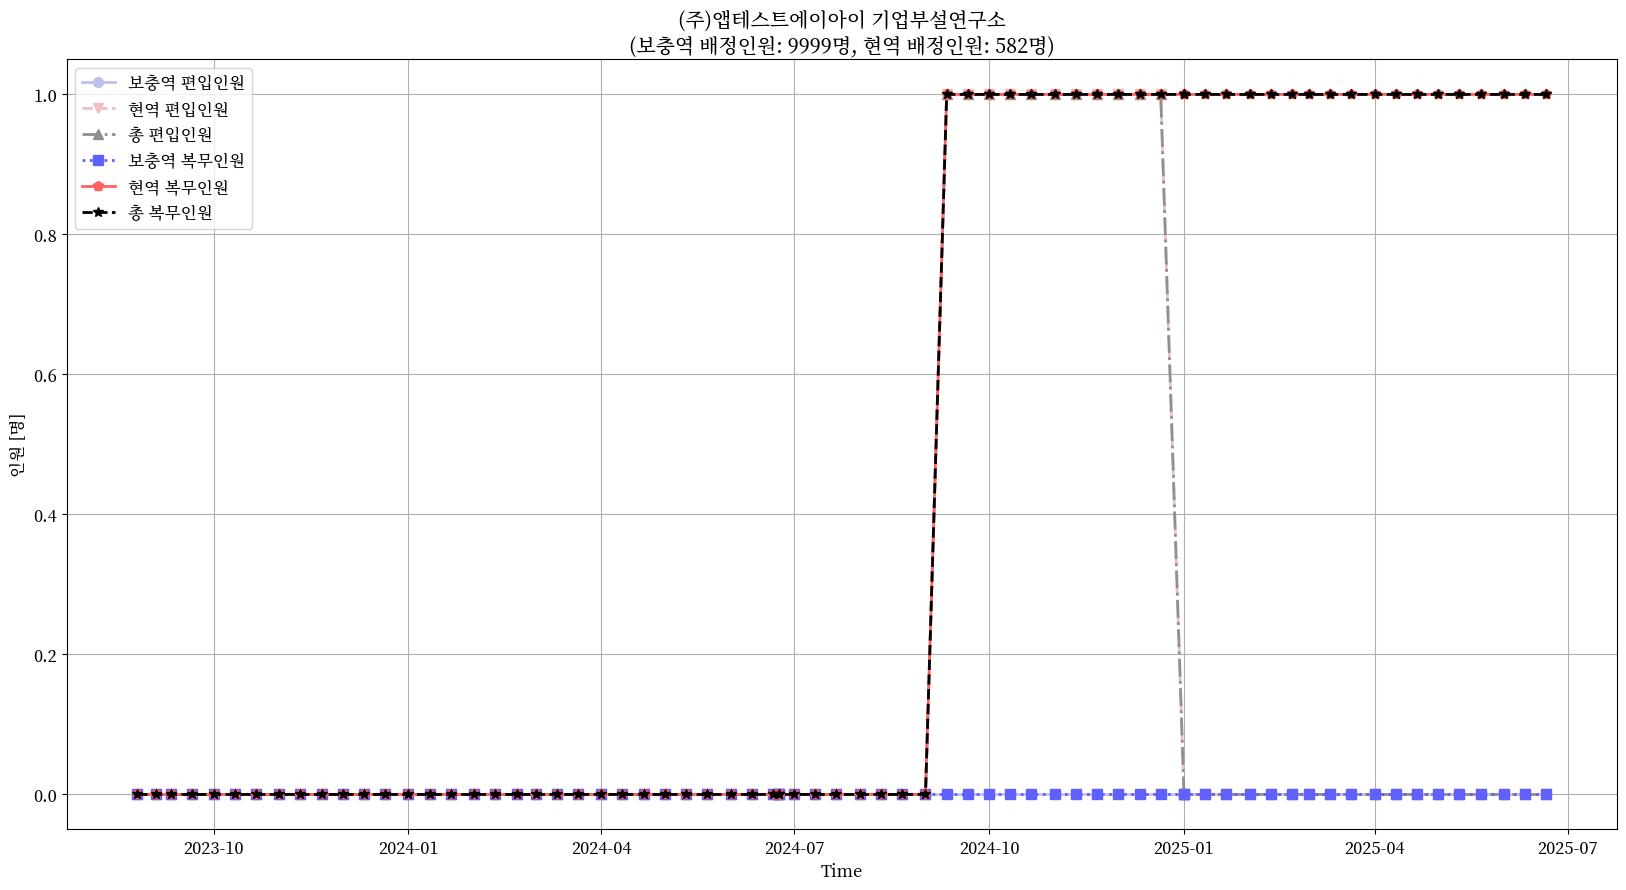 (주)앱테스트에이아이 기업부설연구소
(보충역 배정인원: 9999명, 현역 배정인원: 582명)
보충역 편입인원
현역 편입인원
총 편입인원
보충역 복무인원
현역 복무인원
총 복무인원
인원 [명]
1.0
0.8
0.6
0.4
0.2
0.0
2023-10
2024-01
2024-04
2024-07
2024-10
2025-01
2025-04
2025-07
Time